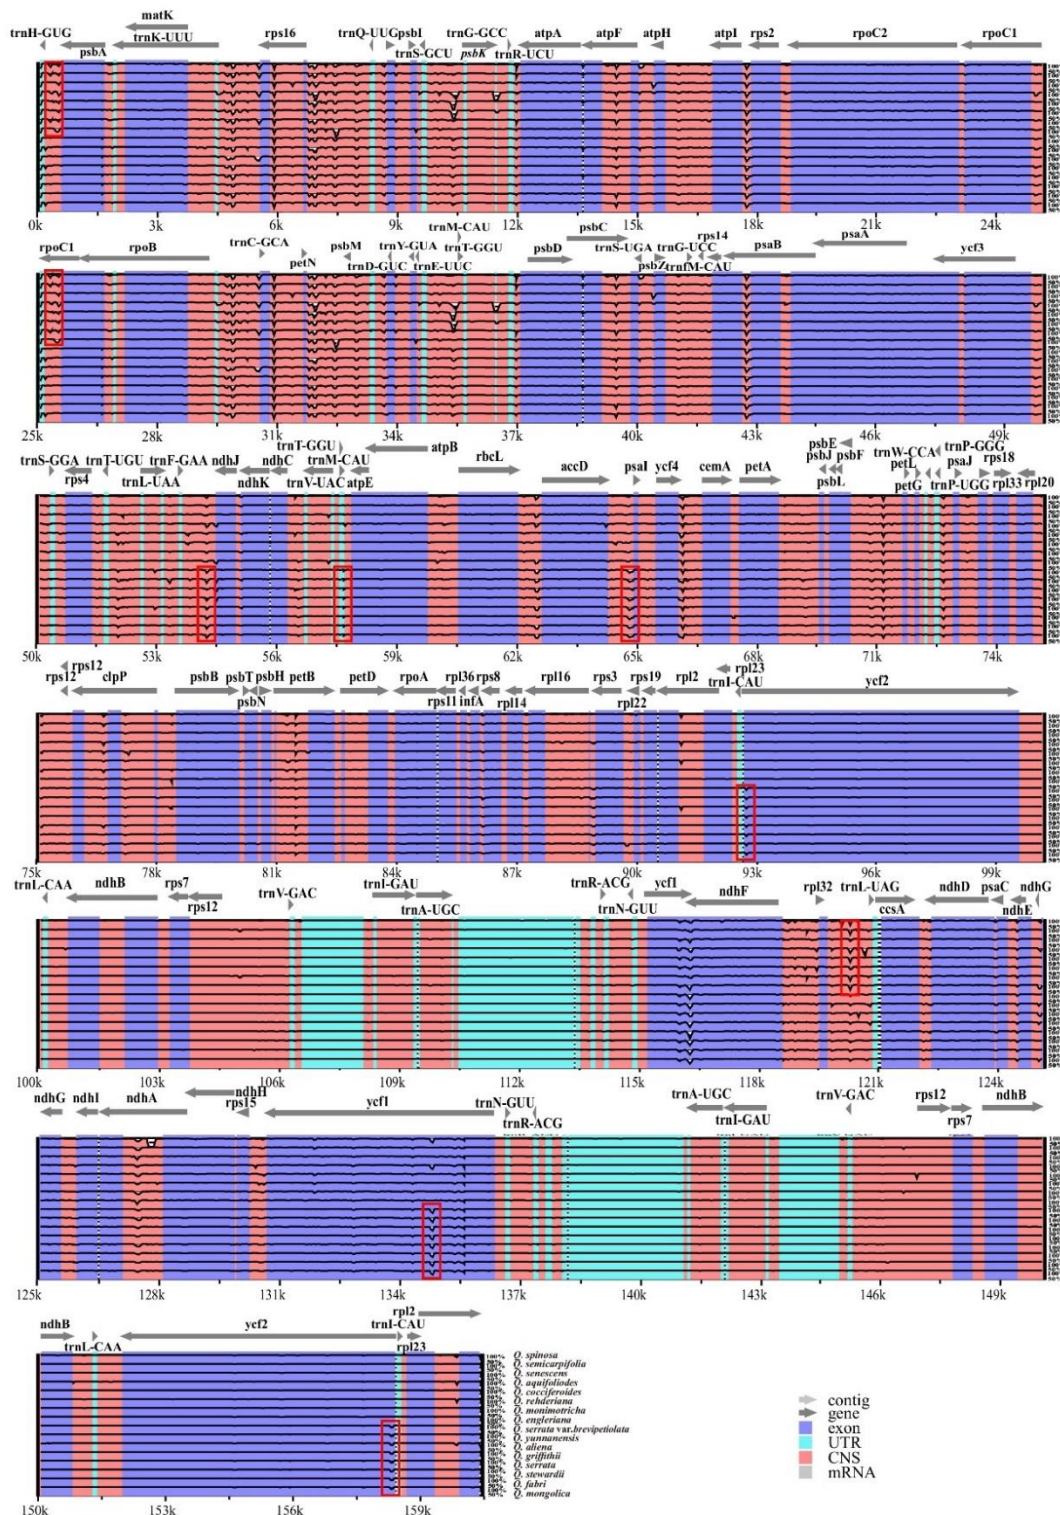 matK
trnH-GUG psbA trnK-UUU rps16 trnQ-UUG psbI trnG-GCC atpA atpF atpH atpI rps2 rpoC2 rpoC1
trnS-GCU psbK trnR-UCU
0k 3k 6k 9k 12k 15k 18k 21k 24k
trnM-CAU psbC rps14 psaA
rpoC1 rpoB trnC-GCA psbM trnY-GUA trnT-GGU psbD trnS-UGA trnG-UCC psaB ycf3
petN trnD-GUC trnE-UUC psbZ trnfM-CAU
25k 28k 31k 34k 37k 40k 43k 46k 49k
trnT-GGU atpB psbE trnW-CCA trnP-GGG
trnS-GGA trnT-UGU trnF-GAA ndhJ ndhC trnM-CAU rbcL accD psaI ycf4 cemA petA psbJ psbF petL psaJ rps18
rps4 trnL-UAA ndhK trnV-UAC atpE psbL petG trnP-UGG rpl33 rpl20
50k 53k 56k 59k 62k 65k 68k 71k 74k
rps12 rpl23
rps12 clpP psbB psbT psbH petB petD rpoA rpl36 rps8 rpl16 rps3 rps19 rpl2 trnI-CAU ycf2
psbN rps11 infA rpl14 rpl22
75k 78k 81k 84k 87k 90k 93k 96k 99k
trnL-CAA ndhB rps7 trnV-GAC trnI-GAU trnR-ACG ycf1 ndhF rpl32 trnL-UAG ndhD psaC ndhG
rps12 trnA-UGC trnN-GUU ccsA ndhE
100k 103k 106k 109k 112k 115k 118k 121k 124k
ndhG ndhI ndhA ndhH ycf1 trnN-GUU trnA-UGC trnV-GAC rps12 ndhB
rps15 trnR-ACG trnI-GAU rps7
125k 128k 131k 134k 137k 140k 143k 146k 149k
rpl2
ndhB ycf2 trnI-CAU
trnL-CAA rpl23
150k 153k 156k 159k
Q. spinosa
Q. semicarpifolia
Q. senescens
Q. aquifoliodes
Q. cocciferoides
Q. rehderiana
Q. monimotricha
Q. engleriana
Q. serrata var.brevipetiolata
Q. yunnanensis
Q. aliena
Q. griffithii
Q. serrata
Q. stewardii
Q. fabri
Q. mongolica
contig
gene
exon
UTR
CNS
mRNA